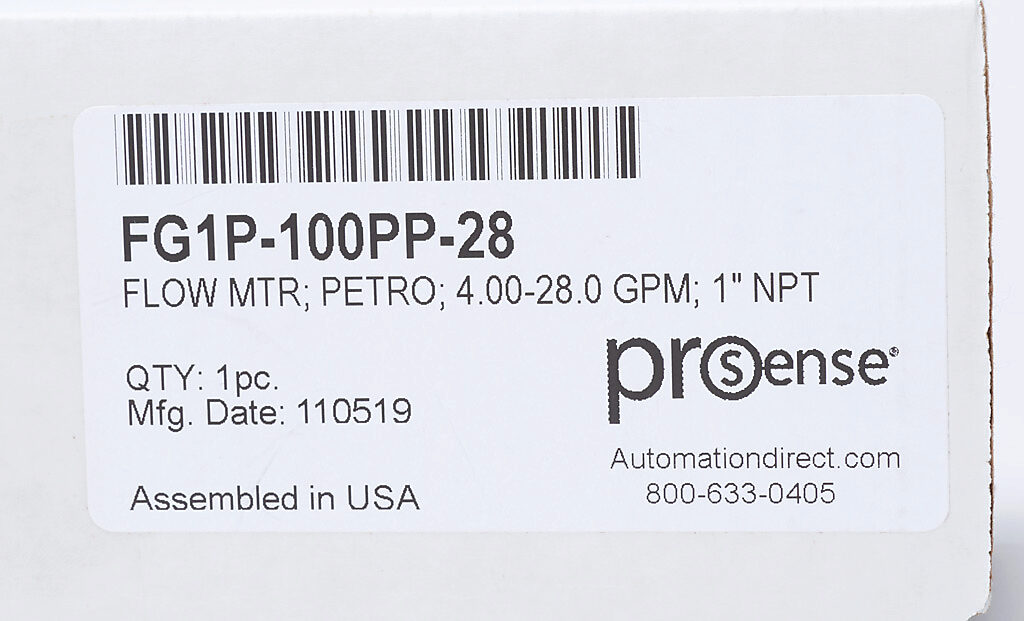 FG1P-100PP-28
FLOW MTR; PETRO; 4.00-28.0 GPM; 1" NPT
QTY: 1pc.
Mfg. Date: 110519
prosense®
Automationdirect.com
800-633-0405
Assembled in USA